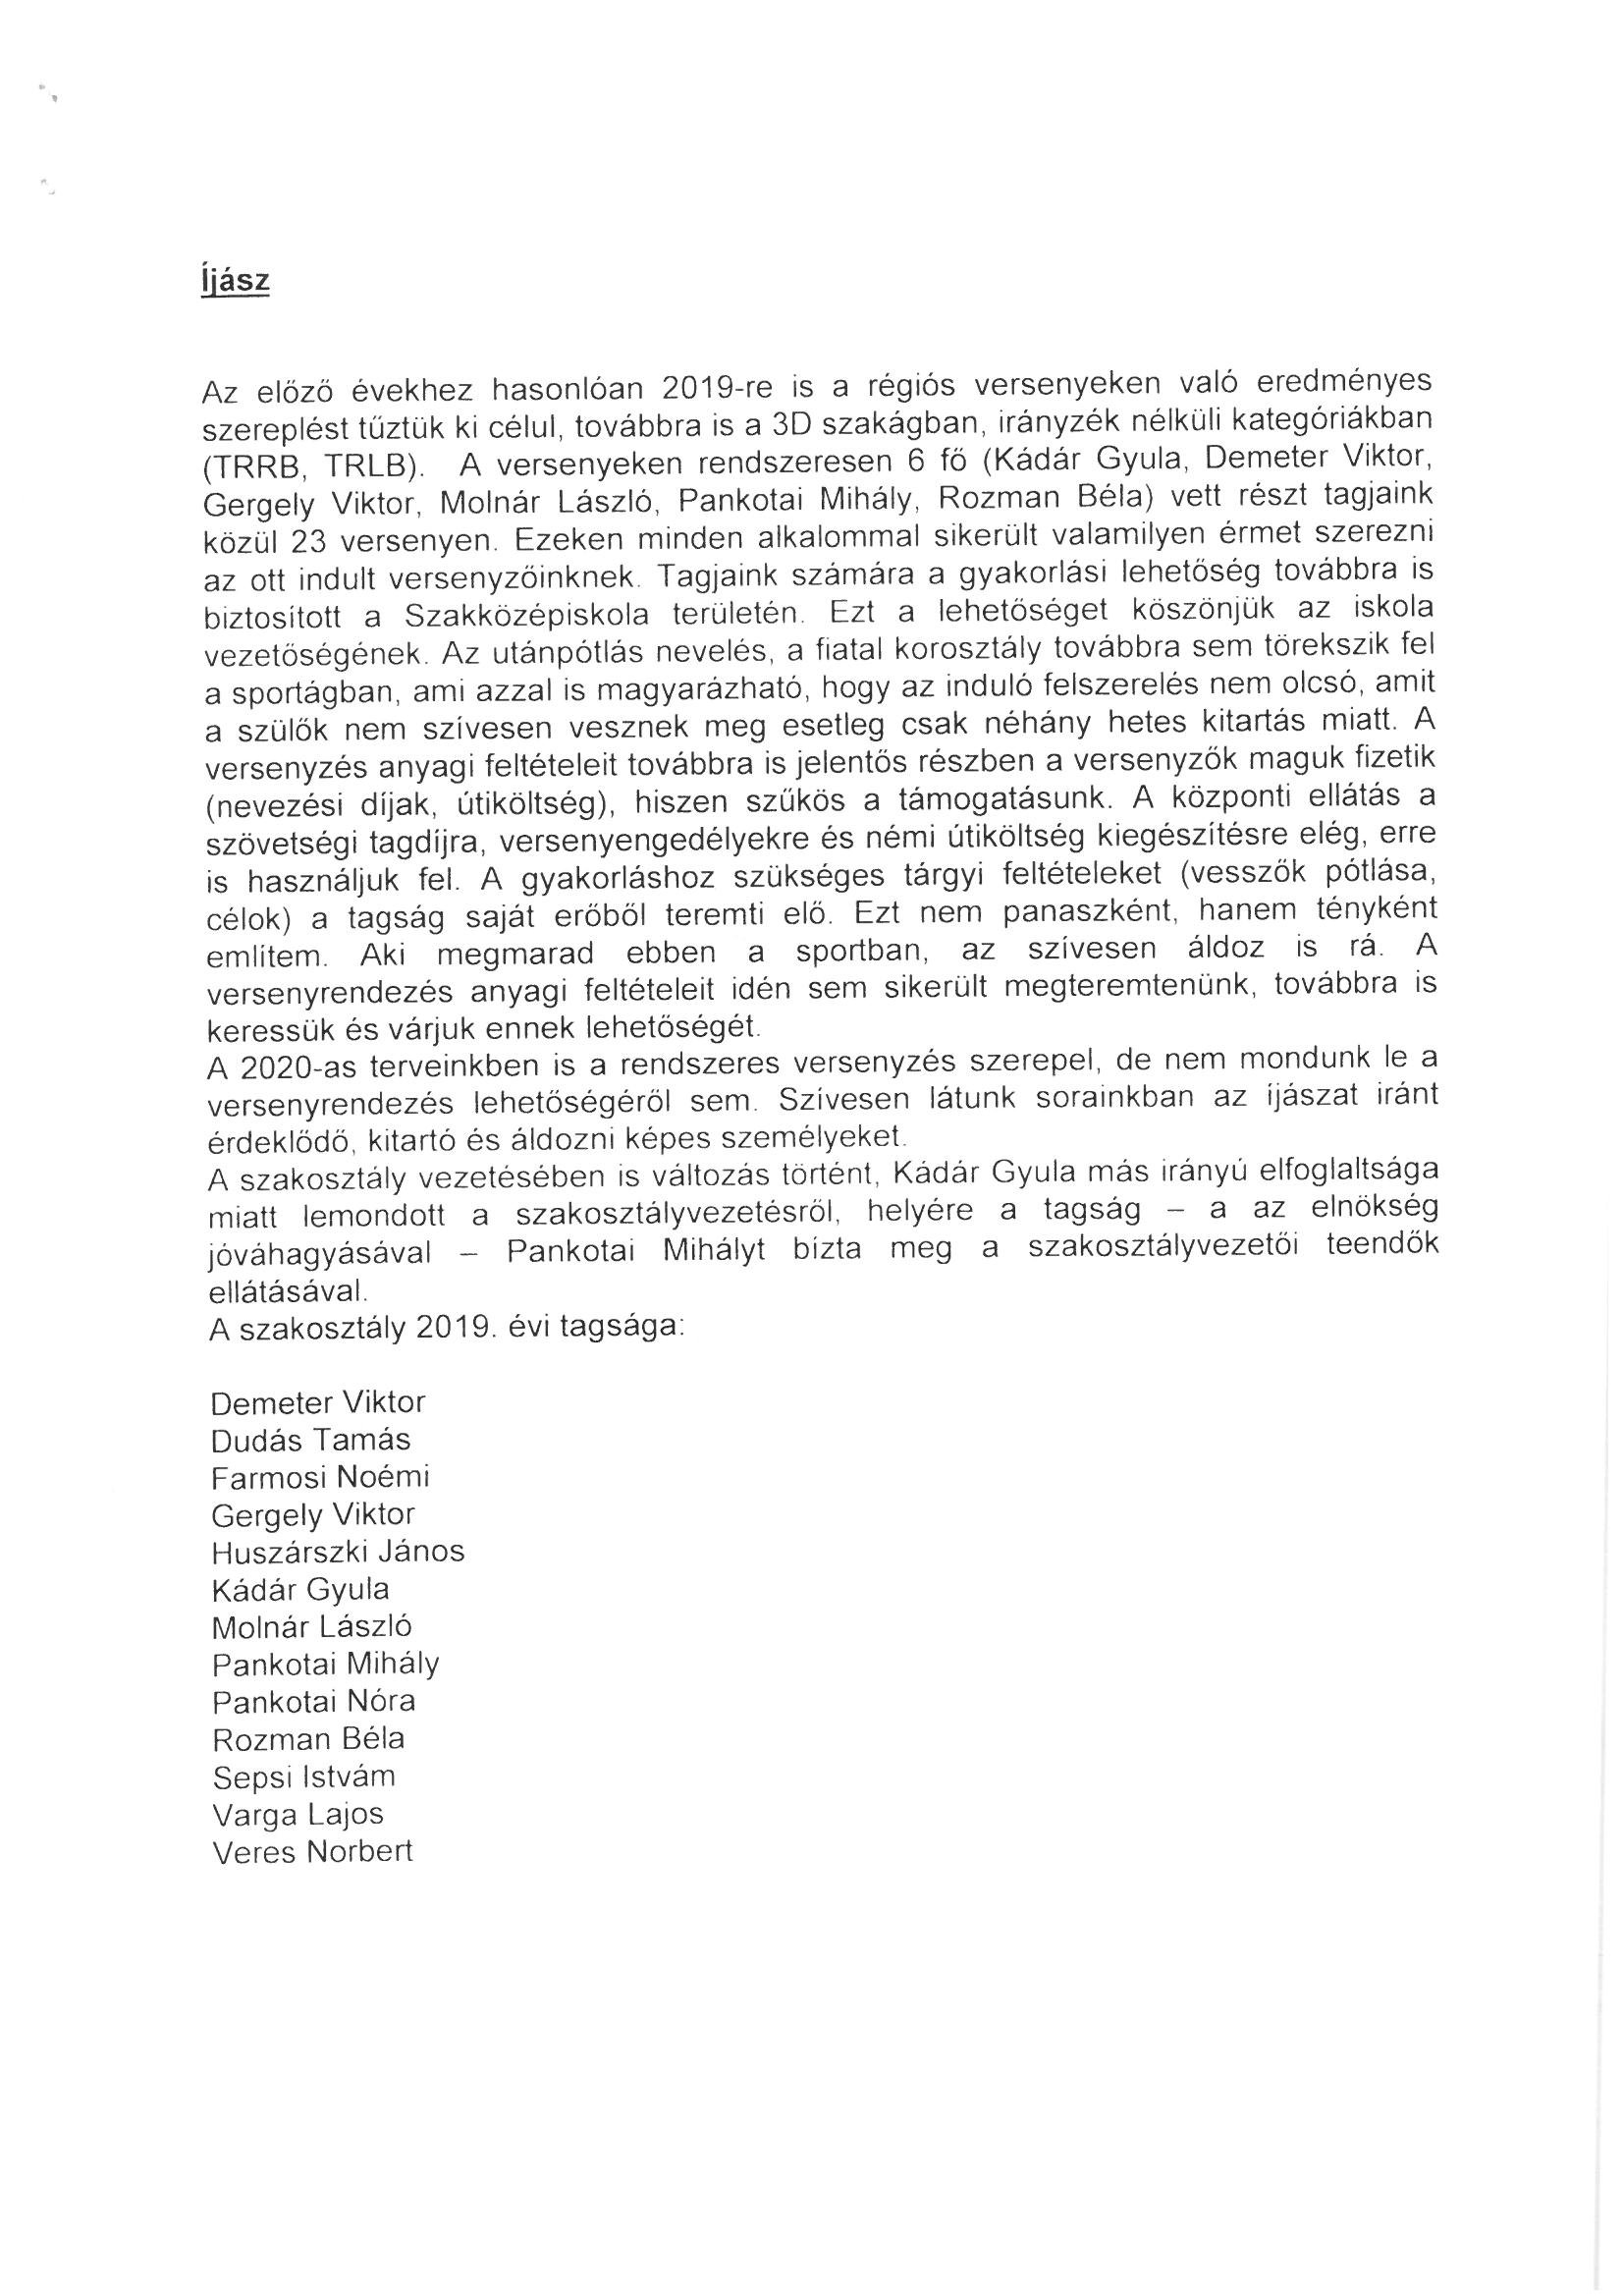 Íjász
Az előző évekhez hasonlóan 2019-re is a régiós versenyeken való eredményes
szereplést tűztük ki célul, továbbra is a 3D szakágban, irányzék nélküli kategóriákban
(TRRB, TRLB). A versenyeken rendszeresen 6 fő (Kádár Gyula, Demeter Viktor,
Gergely Viktor, Molnár László, Pankotai Mihály, Rozman Béla) vett részt tagjaink
közül 23 versenyen. Ezeken minden alkalommal sikerült valamilyen érmet szerezni
az ott indult versenyzőinknek. Tagjaink számára a gyakorlási lehetőség továbbra is
biztosított a Szakközépiskola területén. Ezt a lehetőséget köszönjük az iskola
vezetőségének. Az utánpótlás nevelés, a fiatal korosztály továbbra sem törekszik fel
a sportágban, ami azzal is magyarázható, hogy az induló felszerelés nem olcsó, amit
a szülők nem szívesen vesznek meg esetleg csak néhány hetes kitartás miatt. A
versenyzés anyagi feltételeit továbbra is jelentős részben a versenyzők maguk fizetik
(nevezési díjak, útiköltség), hiszen szűkös a támogatásunk. A központi ellátás a
szövetségi tagdíjra, versenyengedélyekre és némi útiköltség kiegészítésre elég, erre
is használjuk fel. A gyakorláshoz szükséges tárgyi feltételeket (vesszők pótlása,
célok) a tagság saját erőből teremti elő. Ezt nem panaszként, hanem tényként
említem. Aki megmarad ebben a sportban, az szívesen áldoz is rá. A
versenyrendezés anyagi feltételeit idén sem sikerült megteremtenünk, továbbra is
keressük és várjuk ennek lehetőségét.
A 2020-as terveinkben is a rendszeres versenyzés szerepel, de nem mondunk le a
versenyrendezés lehetőségéről sem. Szívesen látunk sorainkban az íjászat iránt
érdeklődő, kitartó és áldozni képes személyeket.
A szakosztály vezetésében is változás történt, Kádár Gyula más irányú elfoglaltsága
miatt lemondott a szakosztályvezetésről, helyére a tagság – a az elnökség
jóváhagyásával – Pankotai Mihályt bízta meg a szakosztályvezetői teendők
ellátásával.
A szakosztály 2019. évi tagsága:
Demeter Viktor
Dudás Tamás
Farmosi Noémi
Gergely Viktor
Huszárszki János
Kádár Gyula
Molnár László
Pankotai Mihály
Pankotai Nóra
Rozman Béla
Sepsi Istvám
Varga Lajos
Veres Norbert